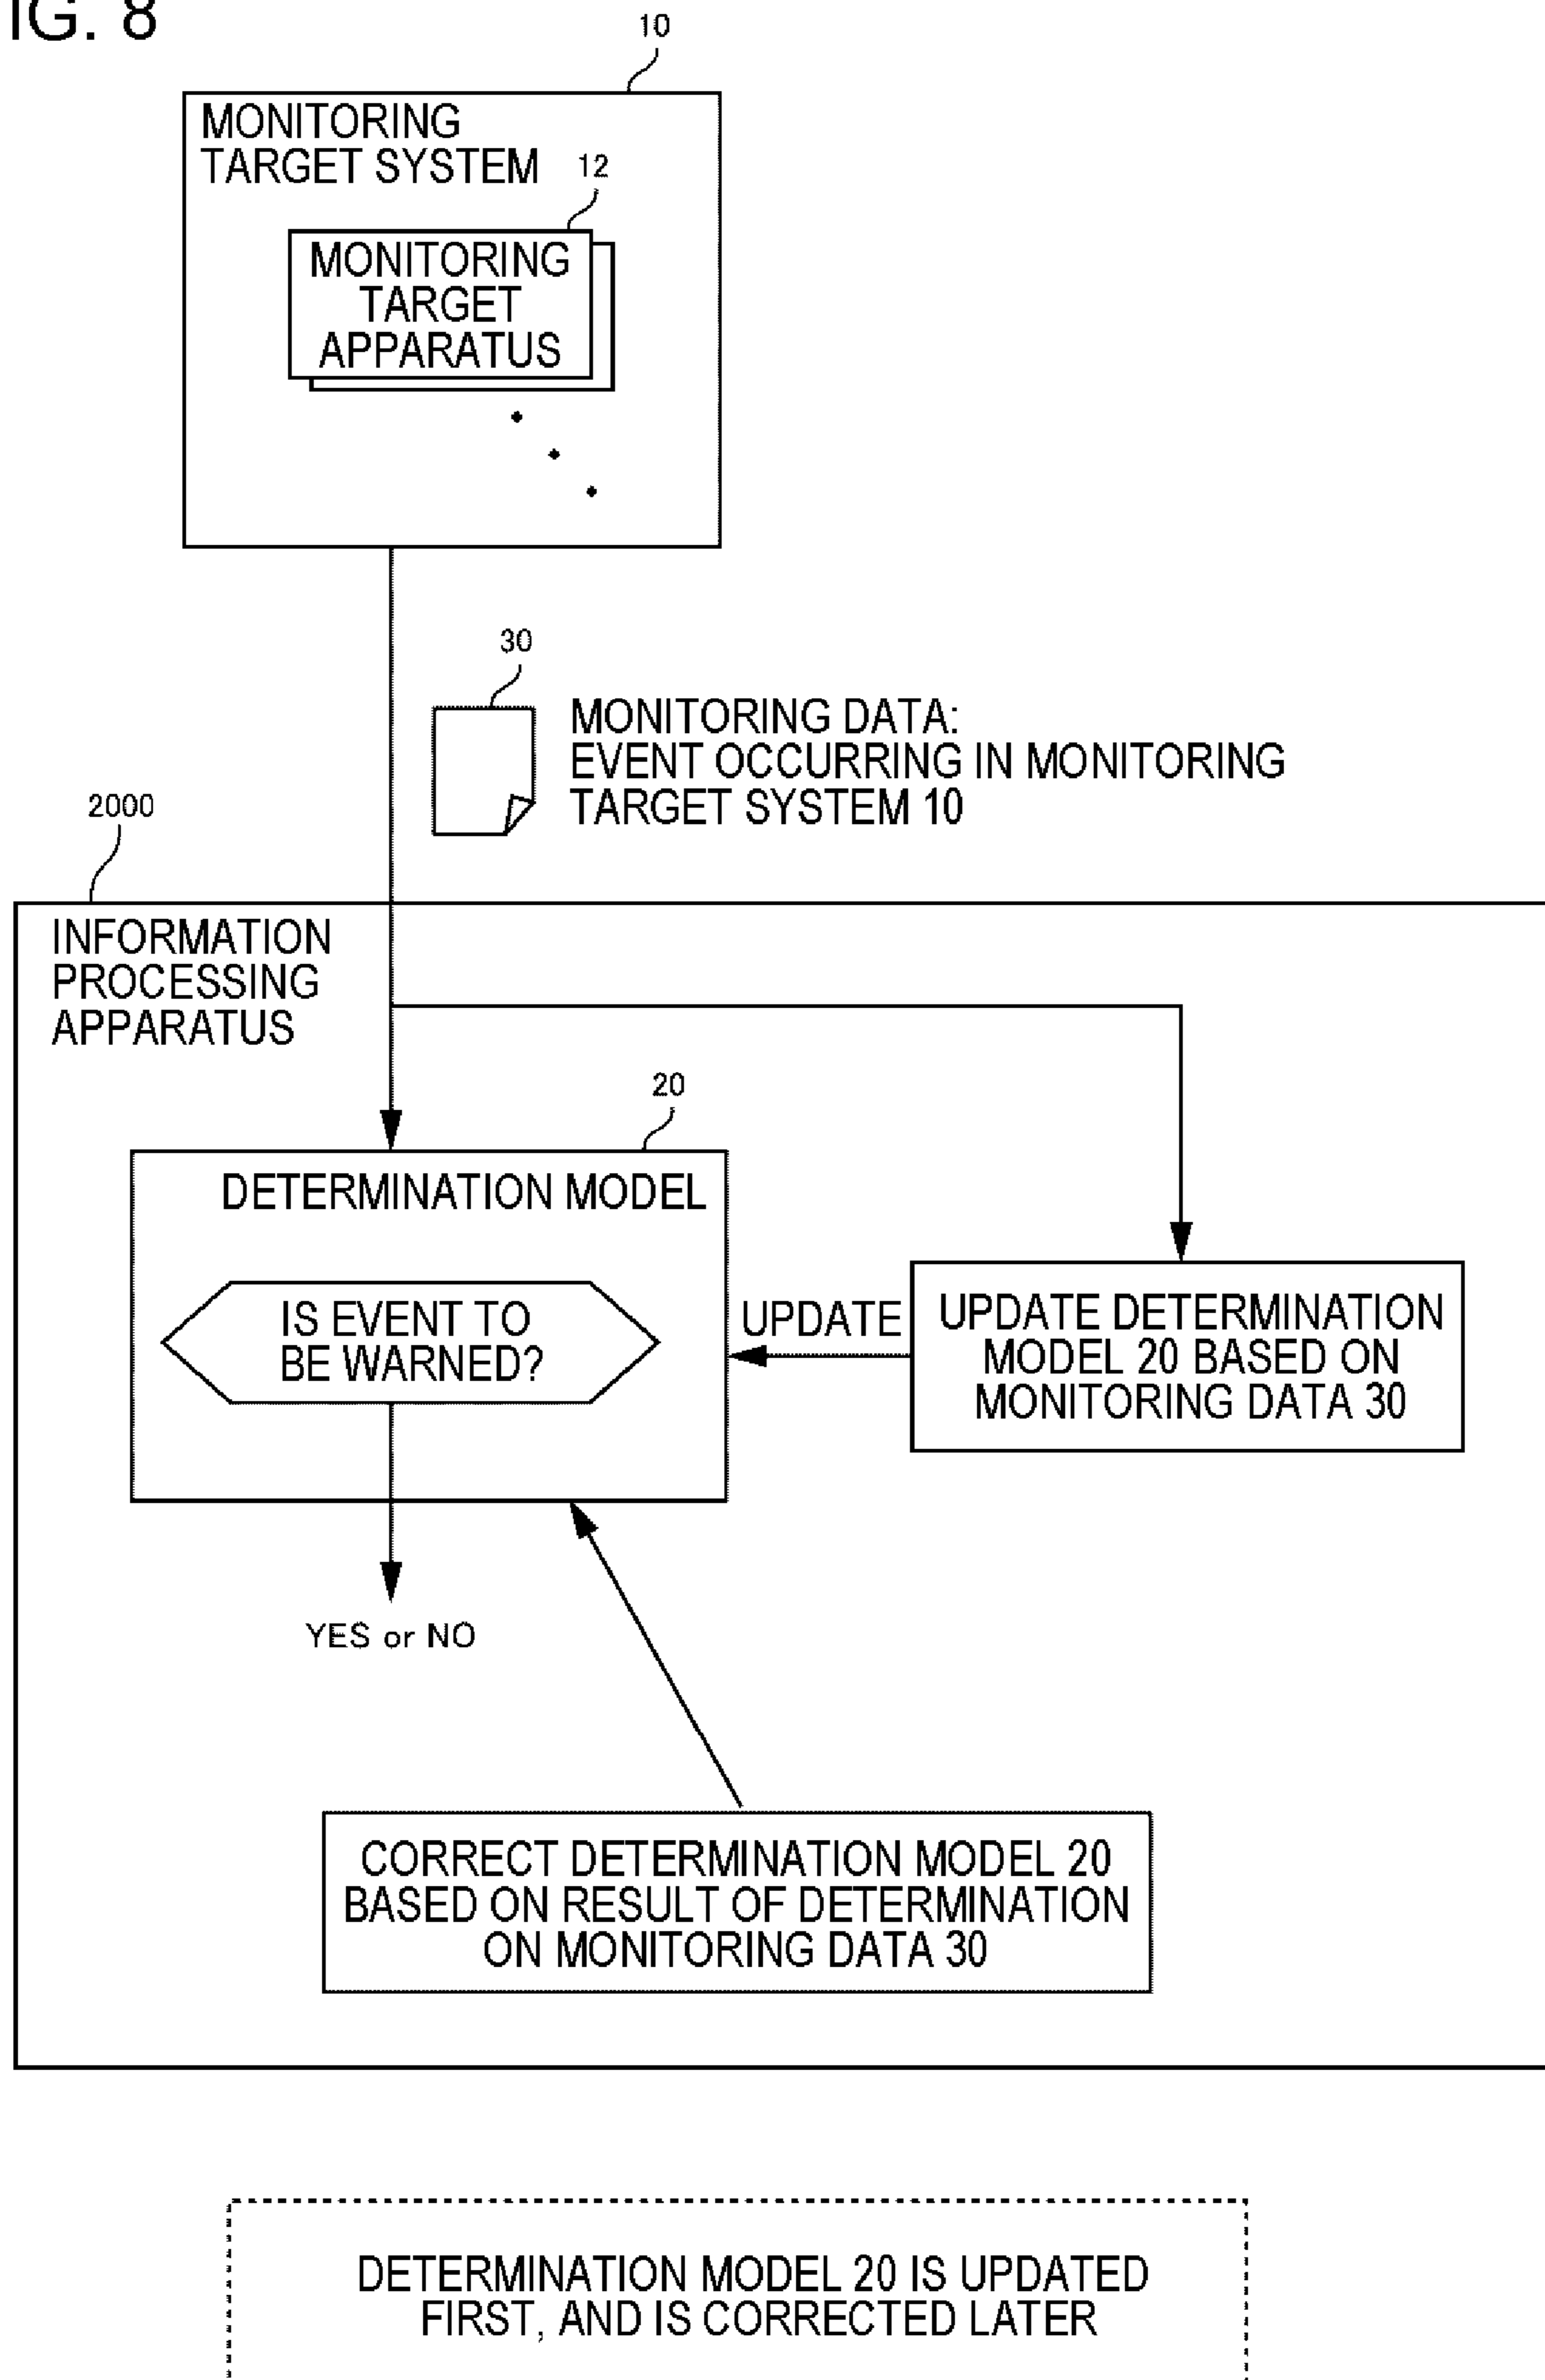 IG. 8
10
MONITORING
TARGET SYSTEM
12
MONITORING
TARGET
APPARATUS
30
MONITORING DATA:
EVENT OCCURRING IN MONITORING
TARGET SYSTEM 10
2000
INFORMATION
PROCESSING
APPARATUS
20
DETERMINATION MODEL
IS EVENT TO
BE WARNED?
UPDATE
UPDATE DETERMINATION
MODEL 20 BASED ON
MONITORING DATA 30
YES or NO
CORRECT DETERMINATION MODEL 20
BASED ON RESULT OF DETERMINATION
ON MONITORING DATA 30
DETERMINATION MODEL 20 IS UPDATED
FIRST, AND IS CORRECTED LATER